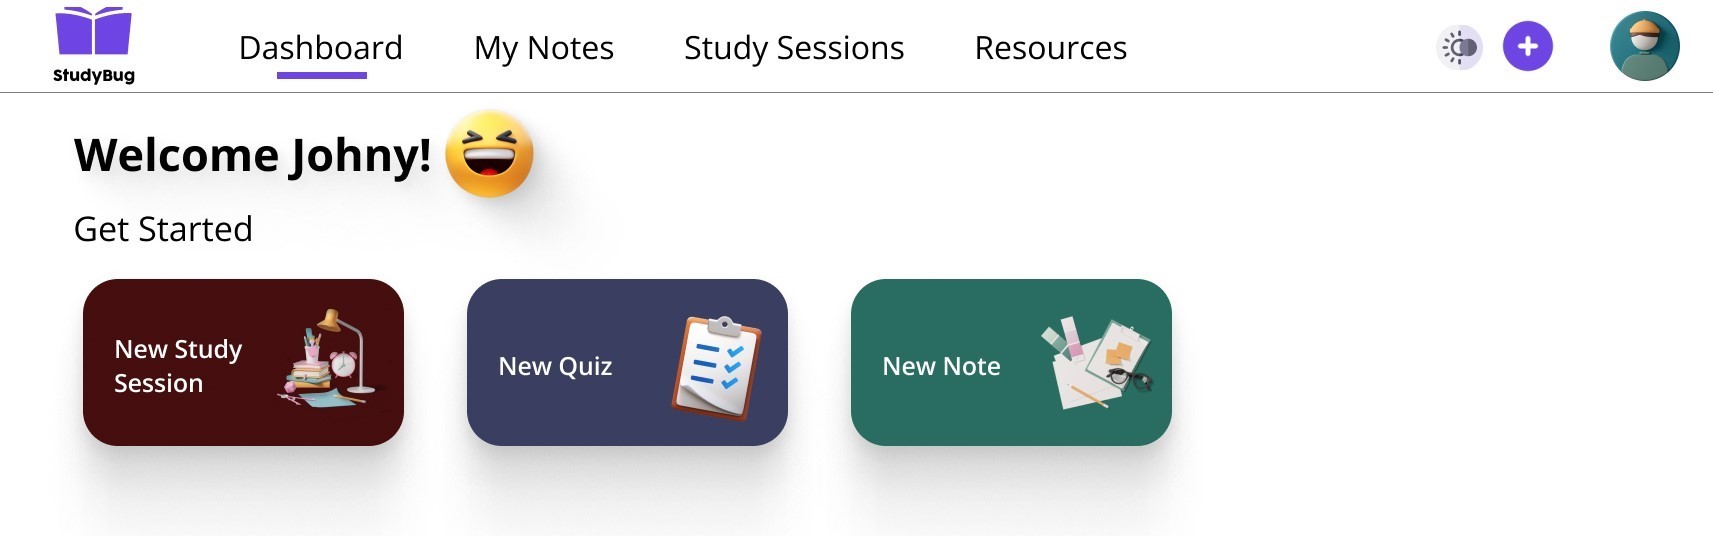 StudyBug
Dashboard
My Notes
Study Sessions
Resources
Welcome Johny!
Get Started
New Study
Session
New Quiz
New Note